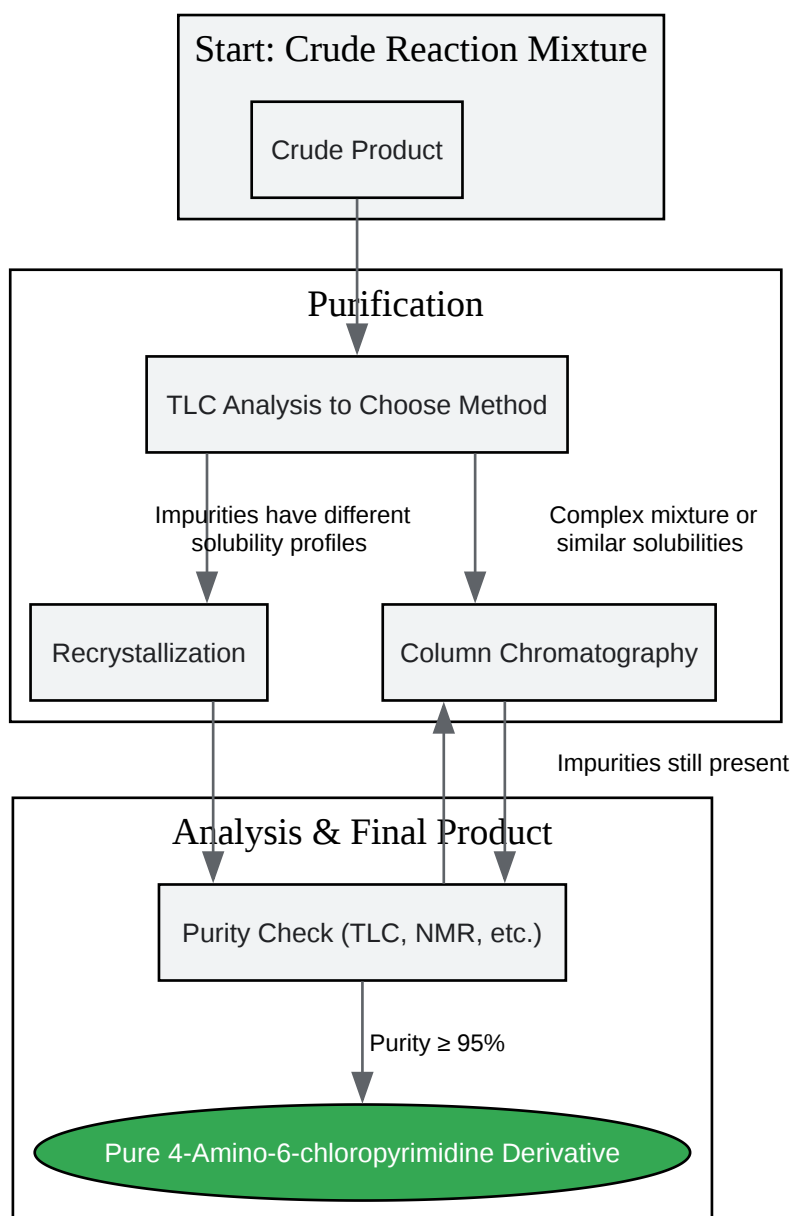 Start: Crude Reaction Mixture
Crude Product
Purification
TLC Analysis to Choose Method
Impurities have different
solubility profiles
Complex mixture or
similar solubilities
Recrystallization
Column Chromatography
Impurities still present
Analysis & Final Product
Purity Check (TLC, NMR, etc.)
Purity ≥ 95%
Pure 4-Amino-6-chloropyrimidine Derivative